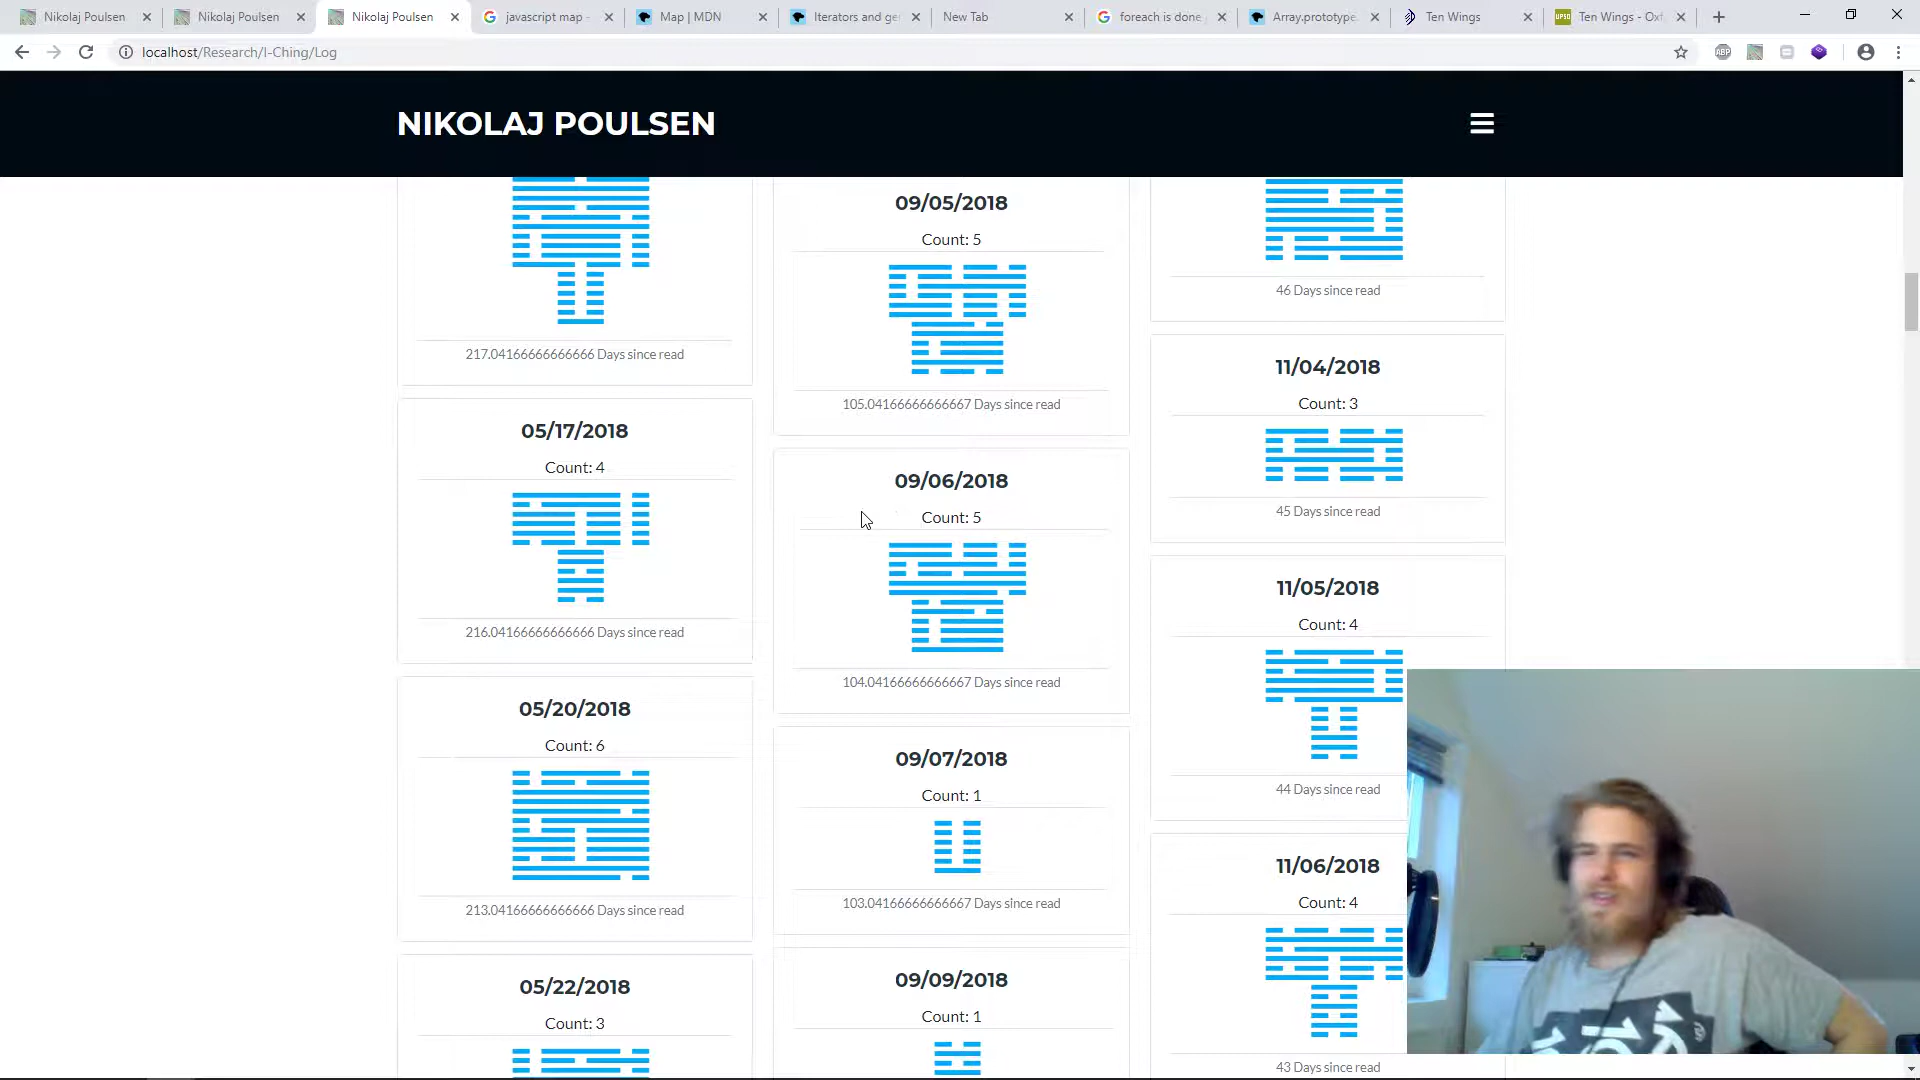 Nikolaj Poulsen
Nikolaj Poulsen
Nikolaj Poulsen
javascript map -
Map | MDN
Iterators and ge
New Tab
foreach is done
Array.prototype.
Ten Wings
UPSO
Ten Wings - Oxf
localhost/Research/I-Ching/Log
ABP
NIKOLAJ POULSEN
217.04166666666666 Days since read
05/17/2018
Count: 4
216.04166666666666 Days since read
05/20/2018
Count: 6
213.04166666666666 Days since read
05/22/2018
Count: 3
09/05/2018
Count: 5
105.04166666666667 Days since read
09/06/2018
Count: 5
104.04166666666667 Days since read
09/07/2018
Count: 1
103.04166666666667 Days since read
09/09/2018
Count: 1
46 Days since read
11/04/2018
Count: 3
45 Days since read
11/05/2018
Count: 4
44 Days since read
11/06/2018
Count: 4
43 Days since read